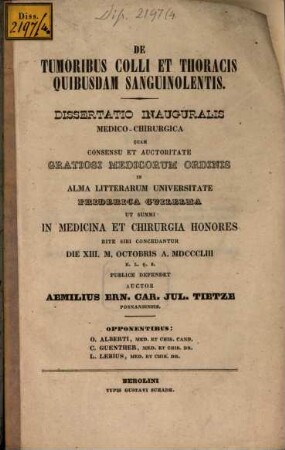 Diss.
2197/4.
Diss. 2197/4
DE
TUMORIBUS COLLI ET THORACIS
QUIBUSDAM SANGUINOLENTIS.
DISSERTATIO INAUGURALIS
MEDICO-CHIRURGICA
QUAM
CONSENSU ET AUCTORITATE
GRATIOSI MEDICORUM ORDINIS
IN
ALMA LITTERARUM UNIVERSITATE
FRIDERICA GUILELMA
UT SUMMI
IN MEDICINA ET CHIRURGIA HONORES
RITE SIBI CONCEDANTUR
DIE XIII. M. OCTOBRIS A. MDCCCLIII
H. L. Q. S.
PUBLICE DEFENDET
AUCTOR
AEMILIUS ERN. CAR. JUL. TIETZE
POSNANIENSIS.
OPPONENTIBUS:
O. ALBERTI, MED. ET CHIR. CAND.
C. GUENTHER, MED. ET CHIR. DR.
L. LEBIUS, MED. ET CHIR. DR.
BEROLINI
TYPIS GUSTAVI SCHADE.